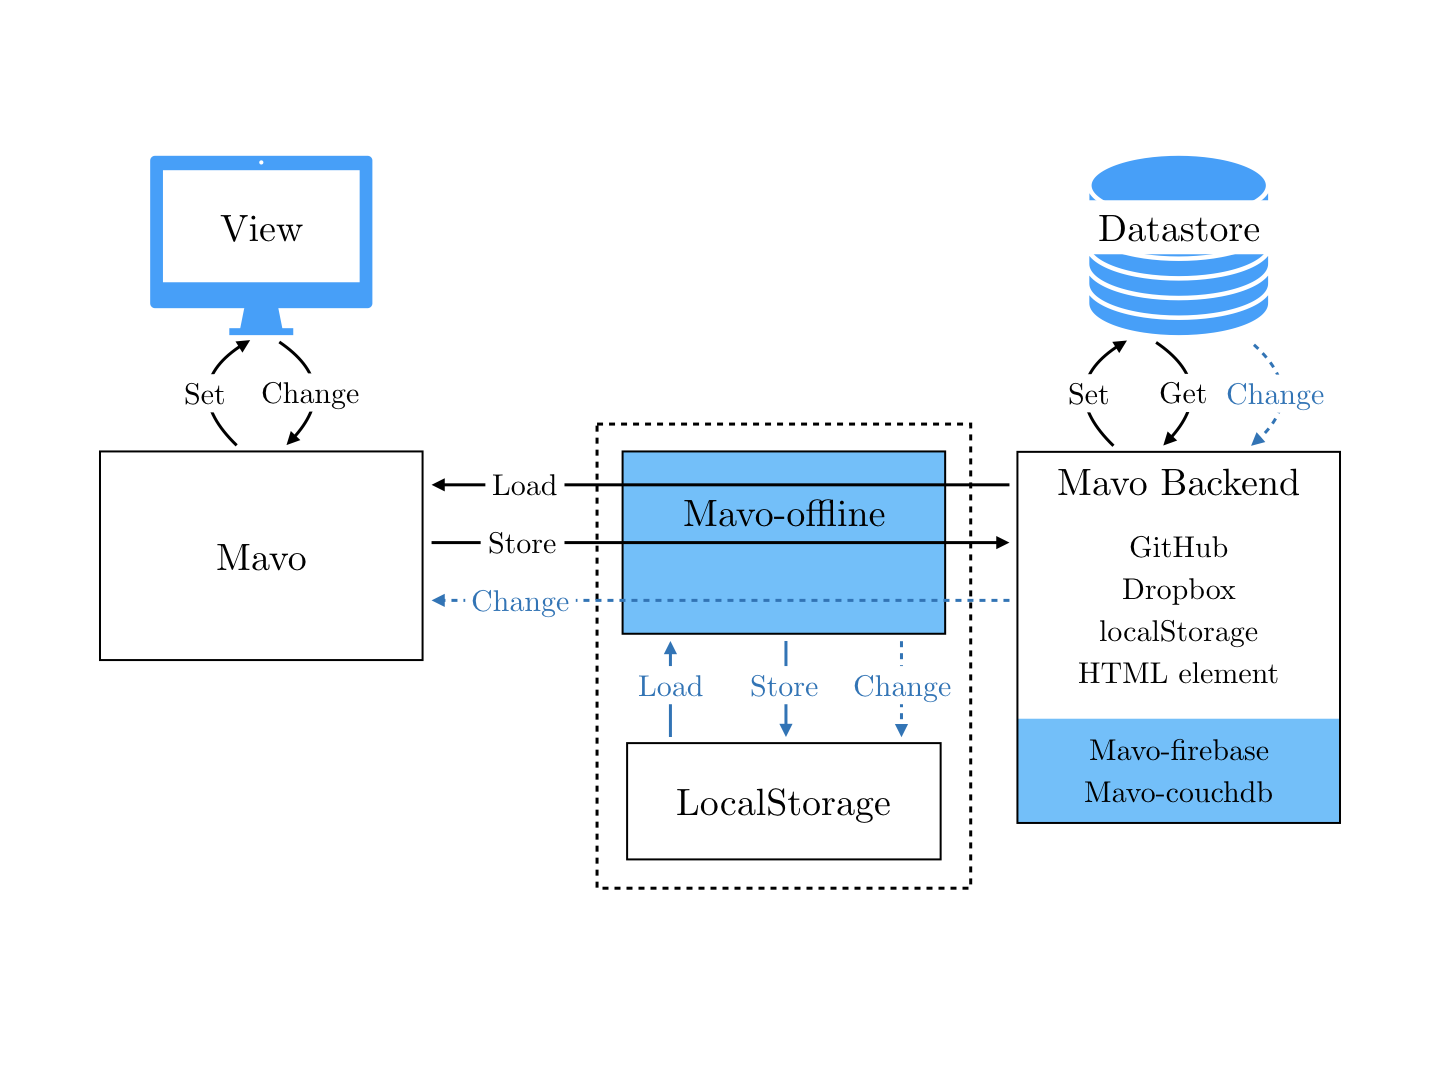 View
Datastore
Set
Change
Set
Get
Change
Load
Store
Change
Mavo
Mavo-offline
Mavo Backend
GitHub
Dropbox
localStorage
HTML element
Mavo-firebase
Mavo-couchdb
Load
Store
Change
LocalStorage